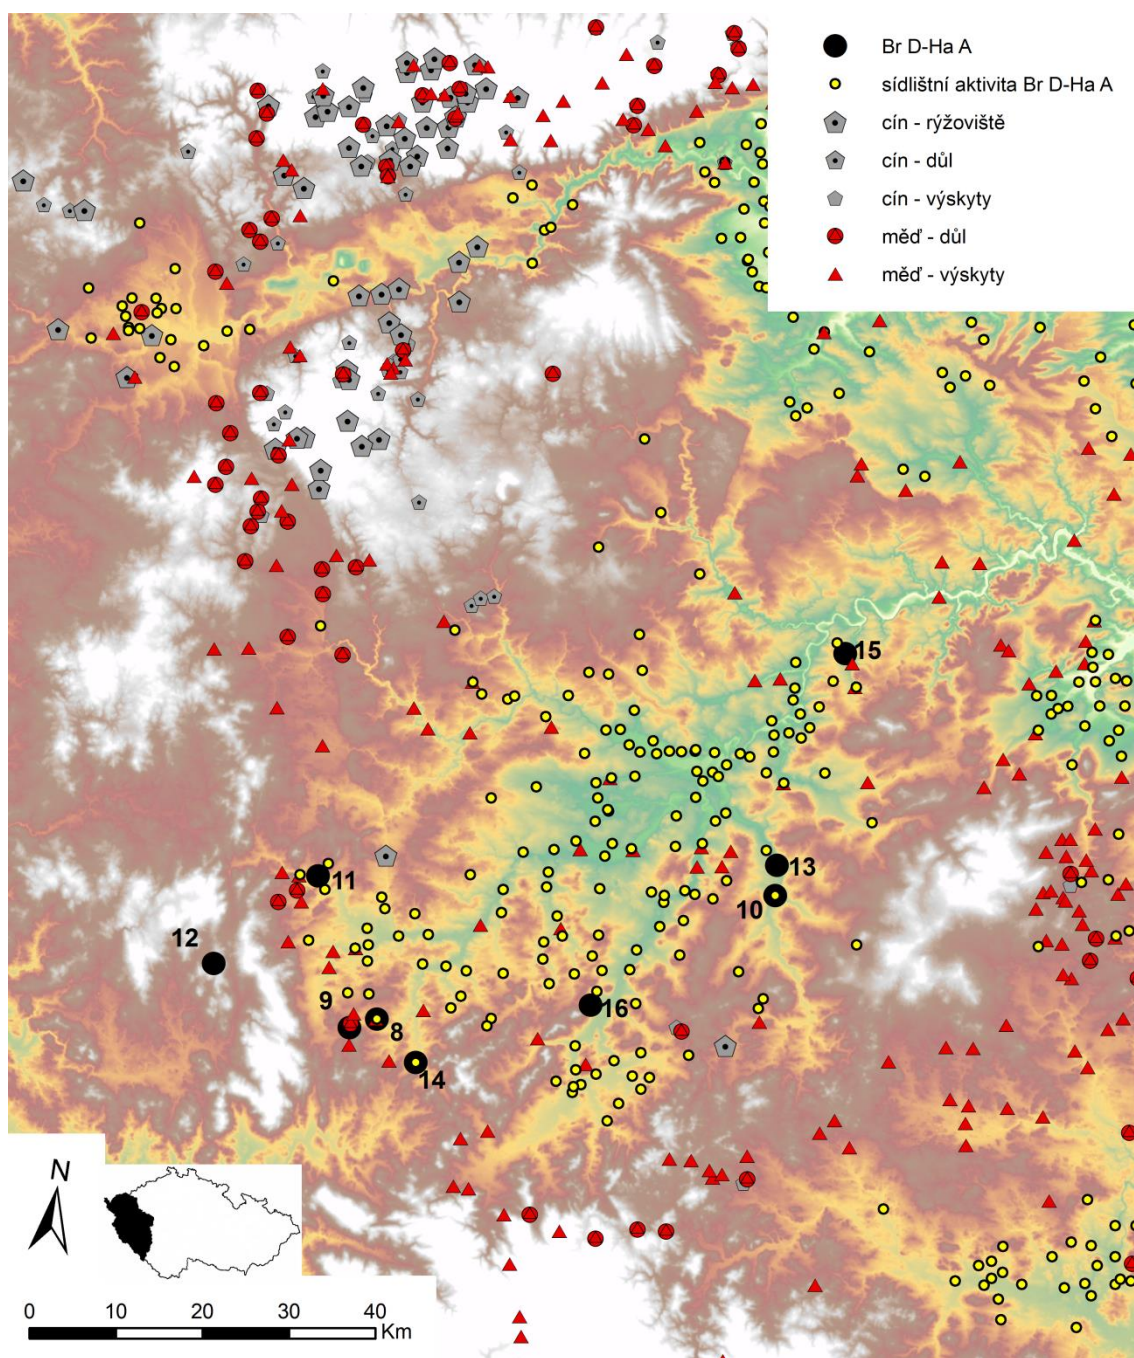 Br D-Ha A
sídlištní aktivita Br D-Ha A
cín - rýžoviště
cín - důl
cín - výskyty
měď - důl
měď - výskyty
15
13
11
10
12
9
16
8
14
N
0 10 20 30 40
Km